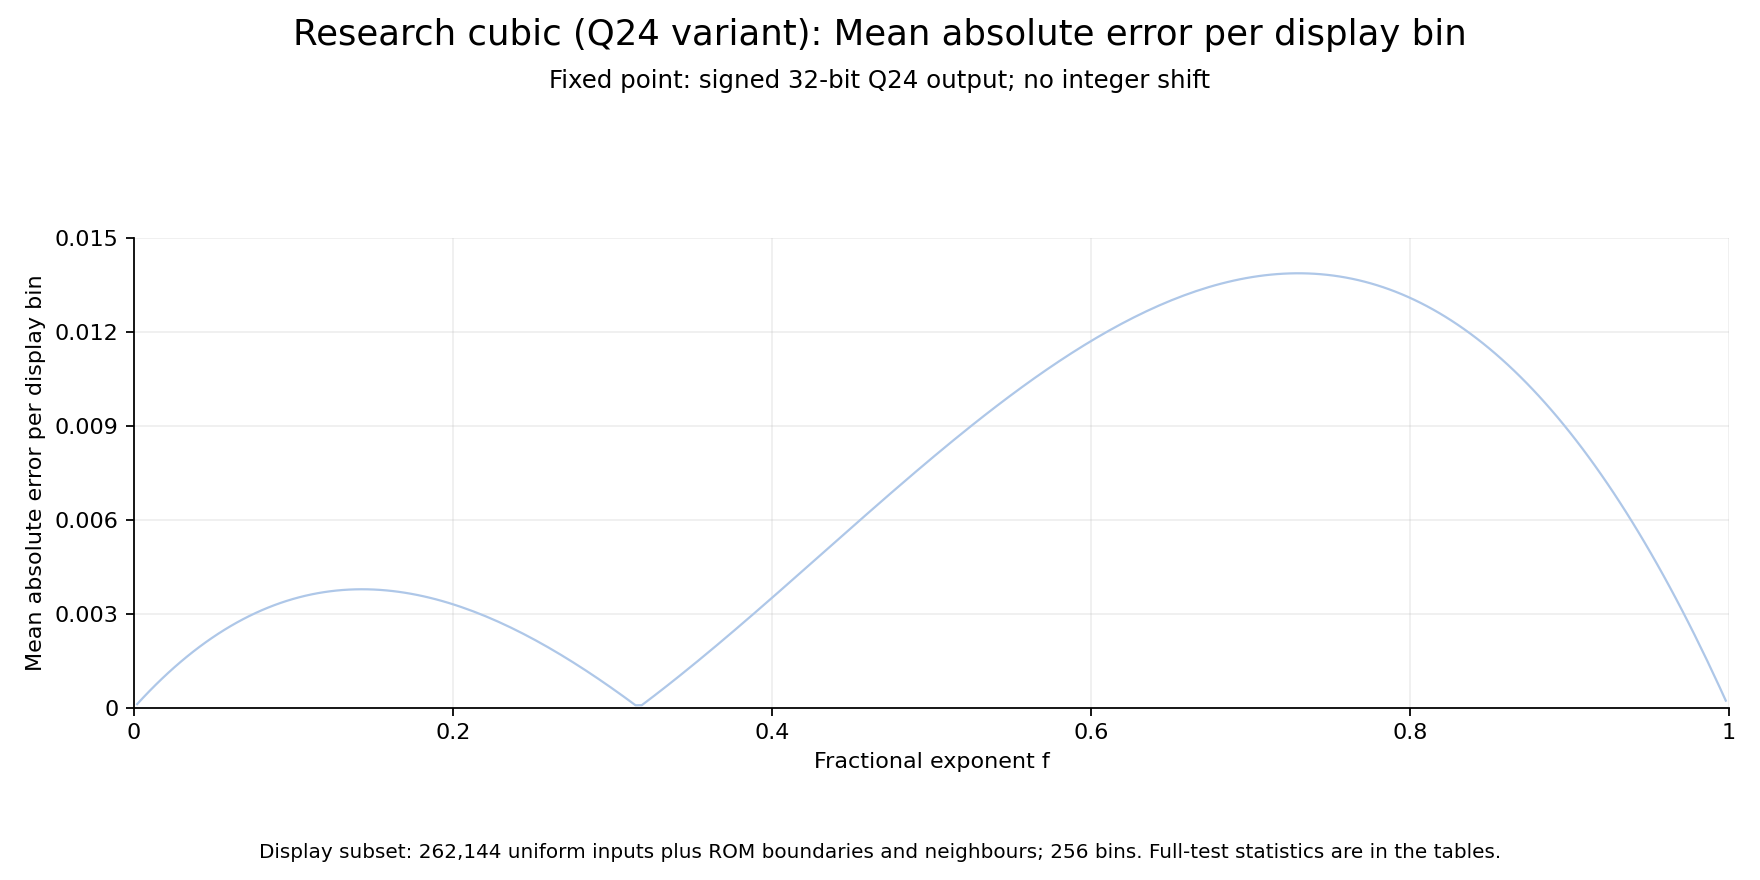 Research cubic (Q24 variant): Mean absolute error per display bin
Fixed point: signed 32-bit Q24 output; no integer shift
Mean absolute error per display bin
0.015
0.012
0.009
0.006
0.003
0
0 0.2 0.4 0.6 0.8 1
Fractional exponent f
Display subset: 262,144 uniform inputs plus ROM boundaries and neighbours; 256 bins. Full-test statistics are in the tables.